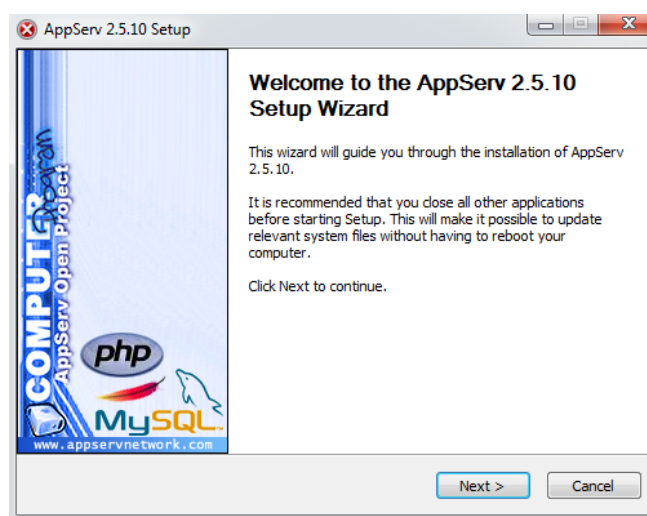 AppServ 2.5.10 Setup
Welcome to the AppServ 2.5.10
Setup Wizard
This wizard will guide you through the installation of AppServ
2.5.10.
It is recommended that you close all other applications
before starting Setup. This will make it possible to update
relevant system files without having to reboot your
computer.
Click Next to continue.
COMPUTER
Program
AppServ Open Project
php
MySQL
www.appservnetwork.com
Next >
Cancel